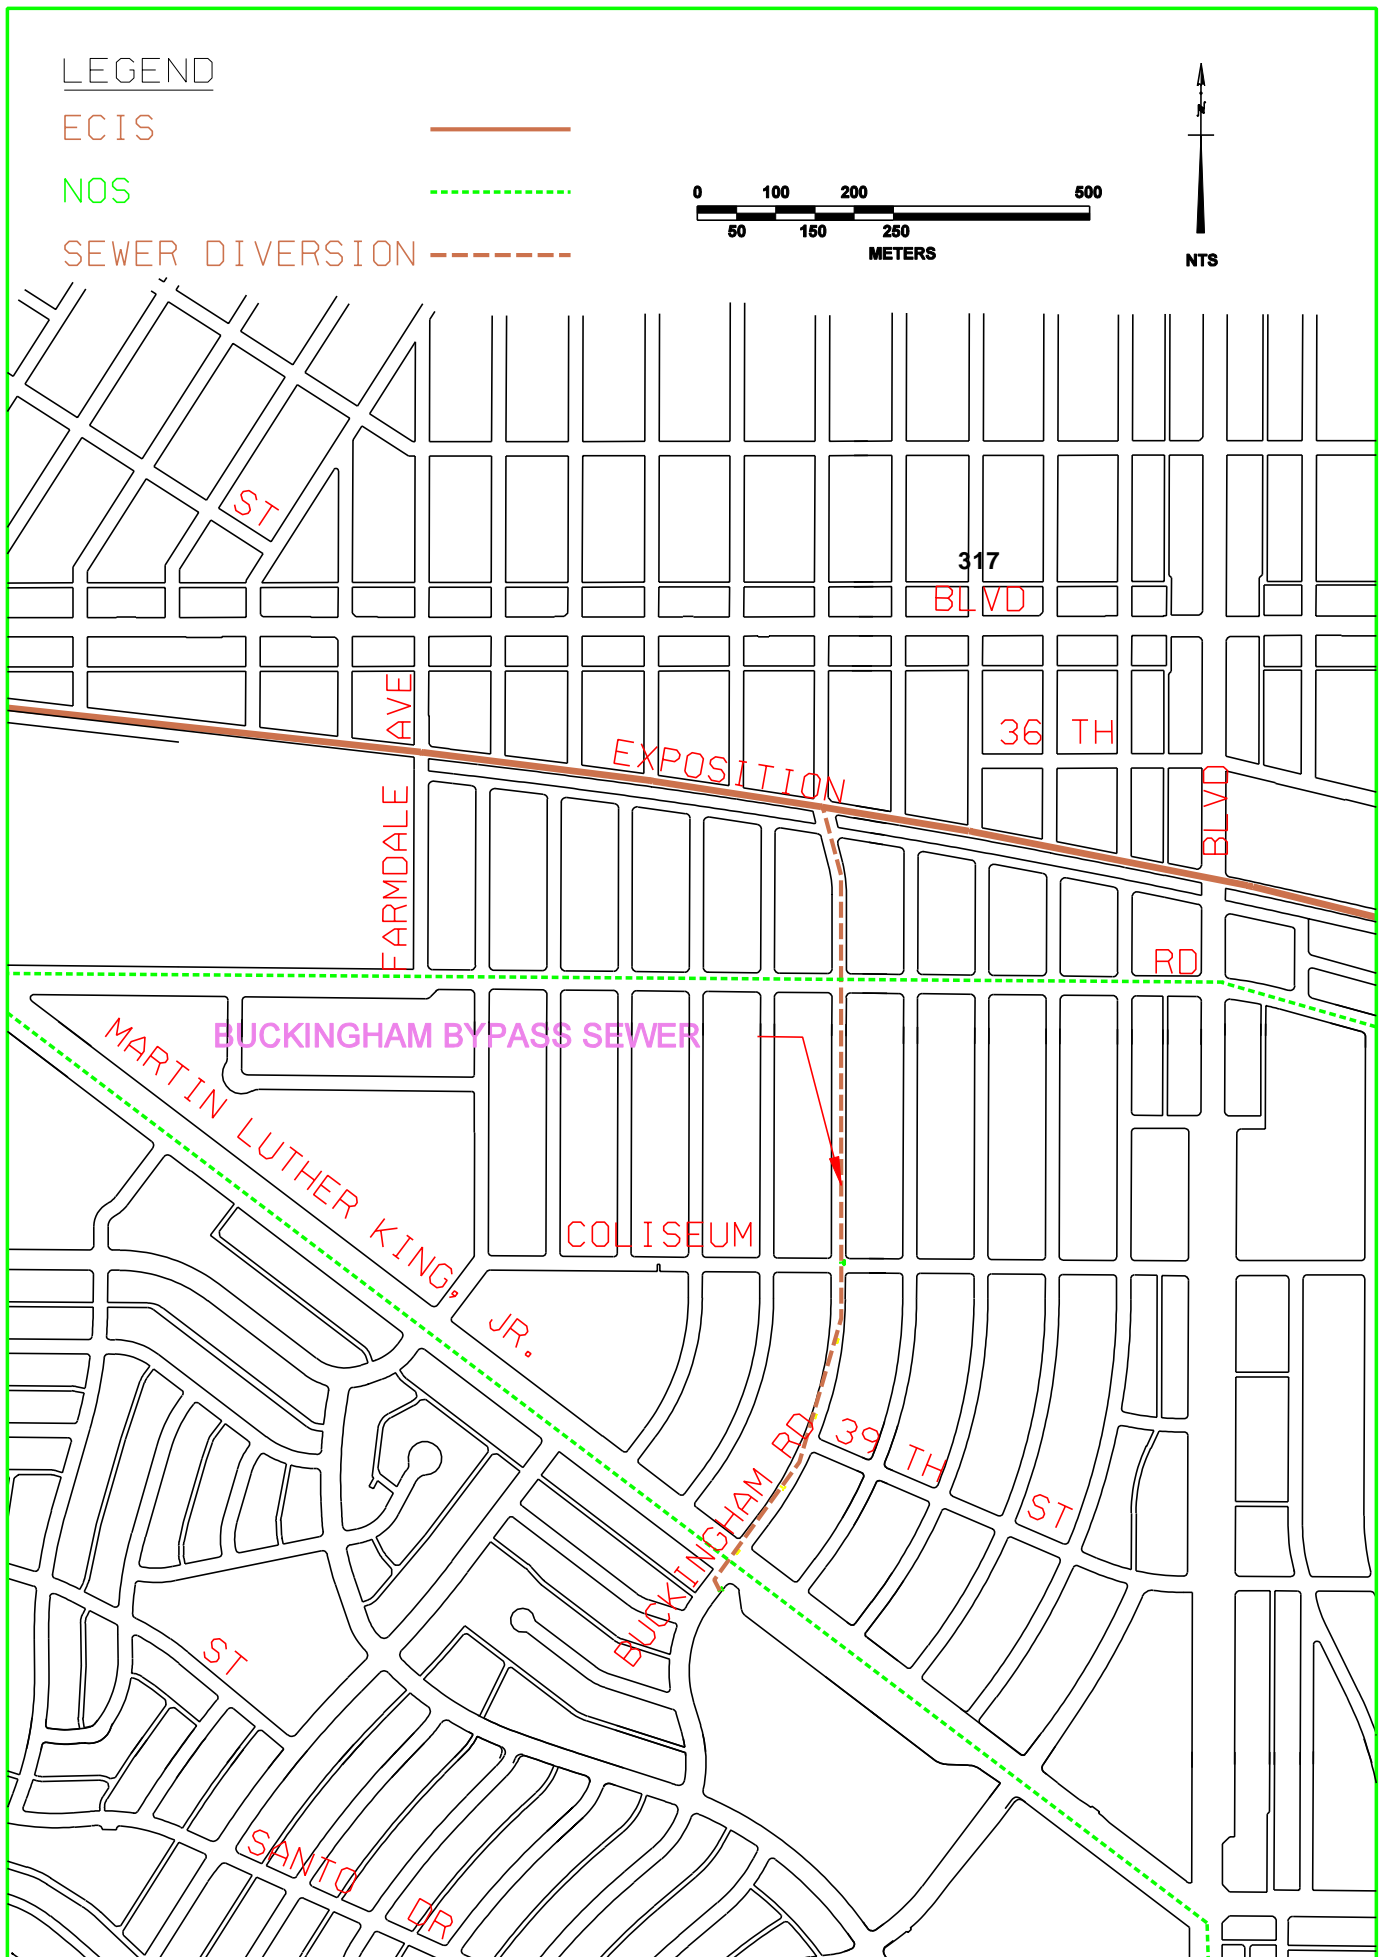 LEGEND
ECIS
NOS
SEWER DIVERSION
0 100 200 500
50 150 250
METERS
N
NTS
ST
317
BLVD
FARMDALE AVE
36 TH
EXPOSITION
BLVD
RD
BUCKINGHAM BYPASS SEWER
MARTIN LUTHER KING, JR.
COLISEUM
BUCKINGHAM RD
39 TH ST
ST
SANTO DR